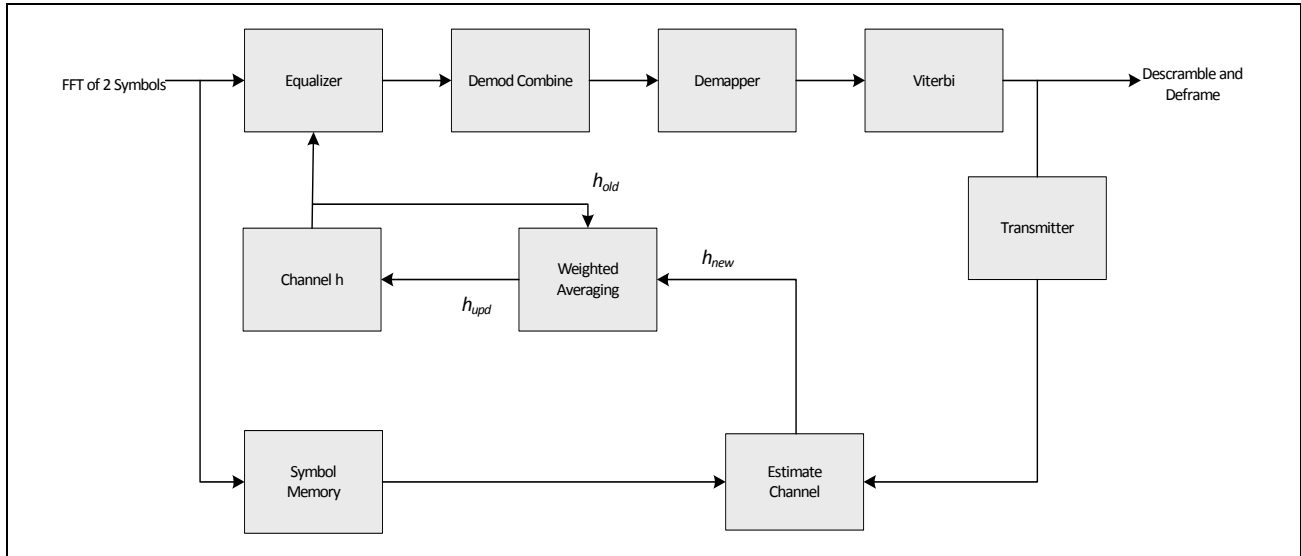 FFT of 2 Symbols
Equalizer
Demod Combine
Demapper
Viterbi
Descramble and
Deframe
h_old
Transmitter
Channel h
Weighted
Averaging
h_new
h_upd
Symbol
Memory
Estimate
Channel